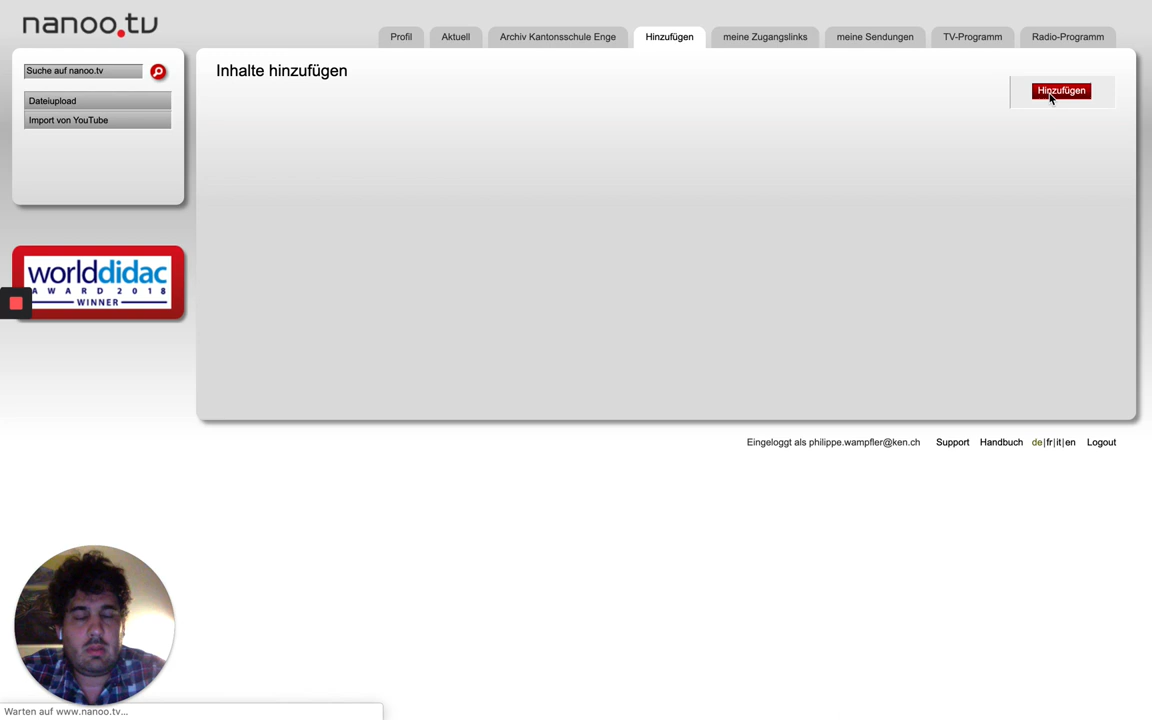 nanoo.tv
Profil
Aktuell
Archiv Kantonsschule Enge
Hinzufügen
meine Zugangslinks
meine Sendungen
TV-Programm
Radio-Programm
Suche auf nanoo.tv
Dateiupload
Import von YouTube
Inhalte hinzufügen
Hinzufügen
worlddidac
AWARD 2018
WINNER
Eingeloggt als philippe.wampfler@ken.ch Support Handbuch de|fr|it|en Logout
Warten auf www.nanoo.tv...